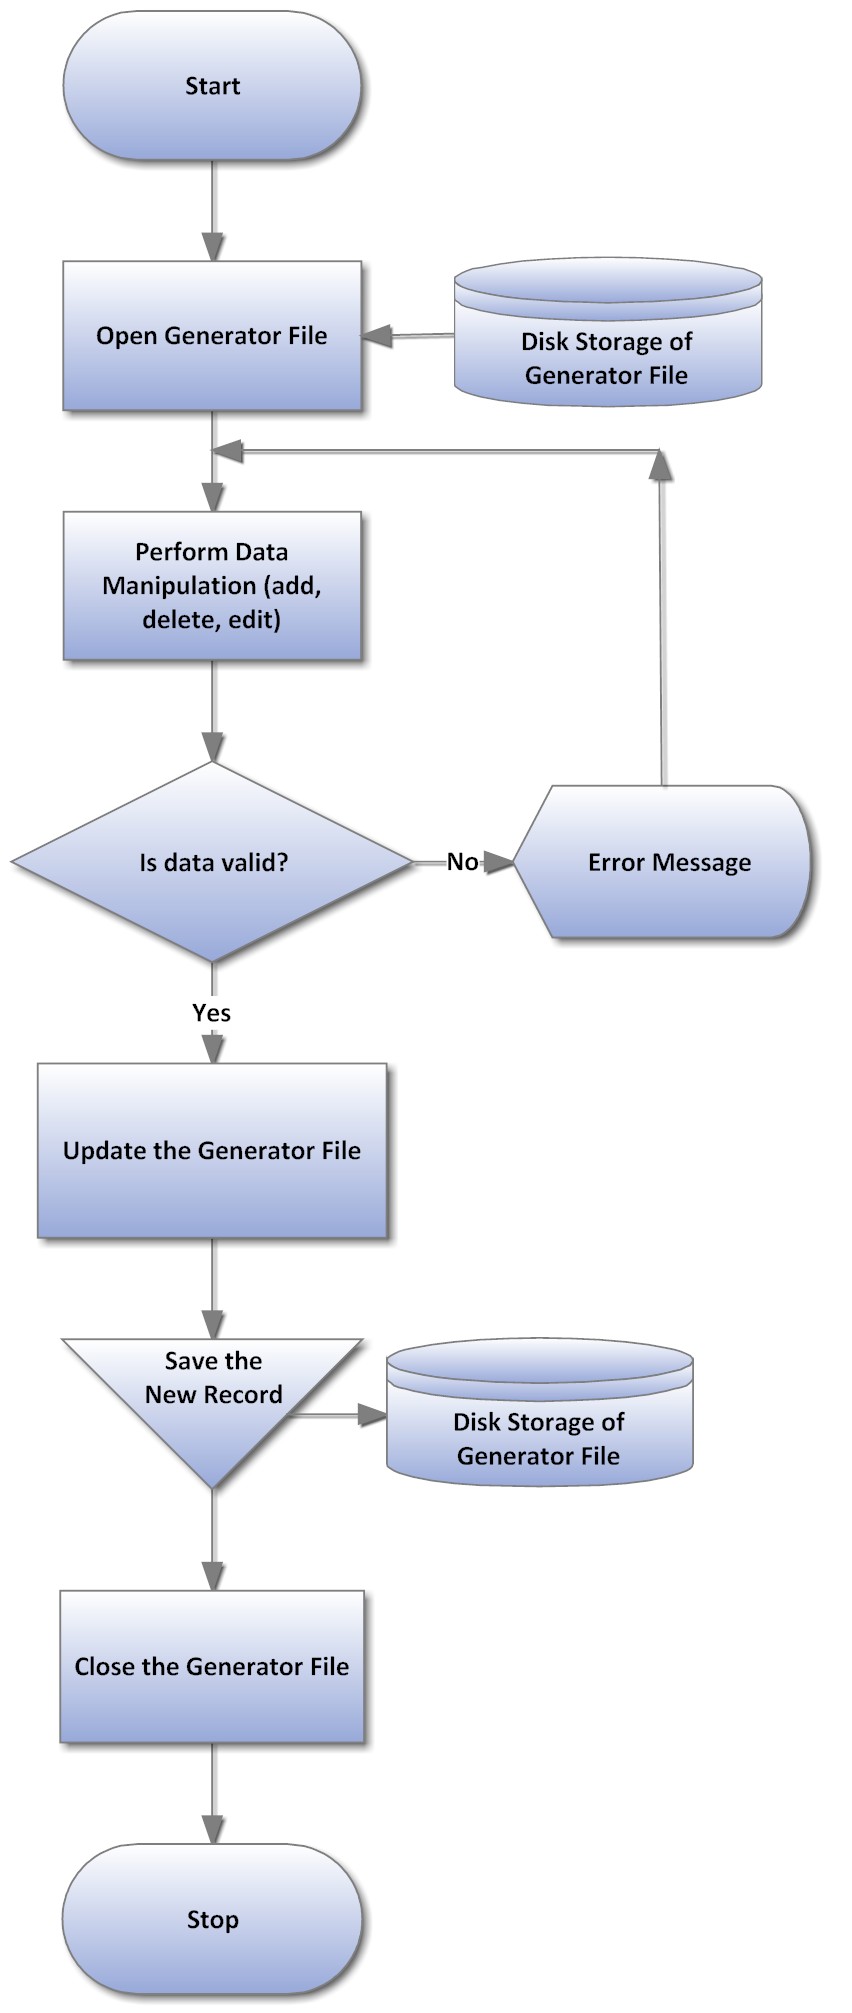 Start
Open Generator File
Disk Storage of
Generator File
Perform Data
Manipulation (add,
delete, edit)
Is data valid?
No
Error Message
Yes
Update the Generator File
Save the
New Record
Disk Storage of
Generator File
Close the Generator File
Stop